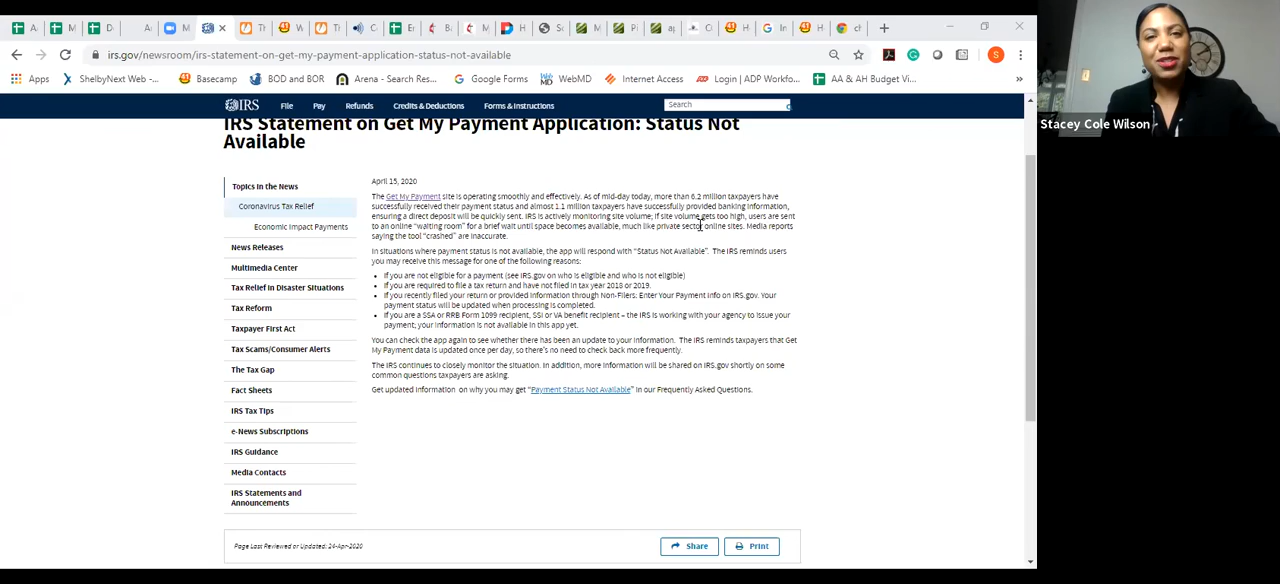 irs.gov/newsroom/irs-statement-on-get-my-payment-application-status-not-available
S
Apps ShelbyNext Web -... Basecamp BOD and BOR Arena - Search Res... Google Forms WebMD Internet Access Login | ADP Workfo... AA & AH Budget Vi... »
Stacey Cole Wilson
IRS File Pay Refunds Credits & Deductions Forms & Instructions Search
IRS Statement on Get My Payment Application: Status Not
Available
Topics in the News
Coronavirus Tax Relief
Economic Impact Payments
News Releases
Multimedia Center
Tax Relief in Disaster Situations
Tax Reform
Taxpayer First Act
Tax Scams/Consumer Alerts
The Tax Gap
Fact Sheets
IRS Tax Tips
e-News Subscriptions
IRS Guidance
Media Contacts
IRS Statements and
Announcements
April 15, 2020
The Get My Payment site is operating smoothly and effectively. As of mid-day today, more than 6.2 million taxpayers have
successfully received their payment status and almost 1.1 million taxpayers have successfully provided banking information,
ensuring a direct deposit will be quickly sent. IRS is actively monitoring site volume; if site volume gets too high, users are sent
to an online "waiting room" for a brief wait until space becomes available, much like private sector online sites. Media reports
saying the tool "crashed" are inaccurate.
In situations where payment status is not available, the app will respond with "Status Not Available". The IRS reminds users
you may receive this message for one of the following reasons:
• If you are not eligible for a payment (see IRS.gov on who is eligible and who is not eligible)
• If you are required to file a tax return and have not filed in tax year 2018 or 2019.
• If you recently filed your return or provided information through Non-Filers: Enter Your Payment Info on IRS.gov. Your
payment status will be updated when processing is completed.
• If you are a SSA or RRB Form 1099 recipient, SSI or VA benefit recipient – the IRS is working with your agency to issue your
payment; your information is not available in this app yet.
You can check the app again to see whether there has been an update to your information. The IRS reminds taxpayers that Get
My Payment data is updated once per day, so there's no need to check back more frequently.
The IRS continues to closely monitor the situation. In addition, more information will be shared on IRS.gov shortly on some
common questions taxpayers are asking.
Get updated information on why you may get "Payment Status Not Available" in our Frequently Asked Questions.
Page Last Reviewed or Updated: 24-Apr-2020
Share Print